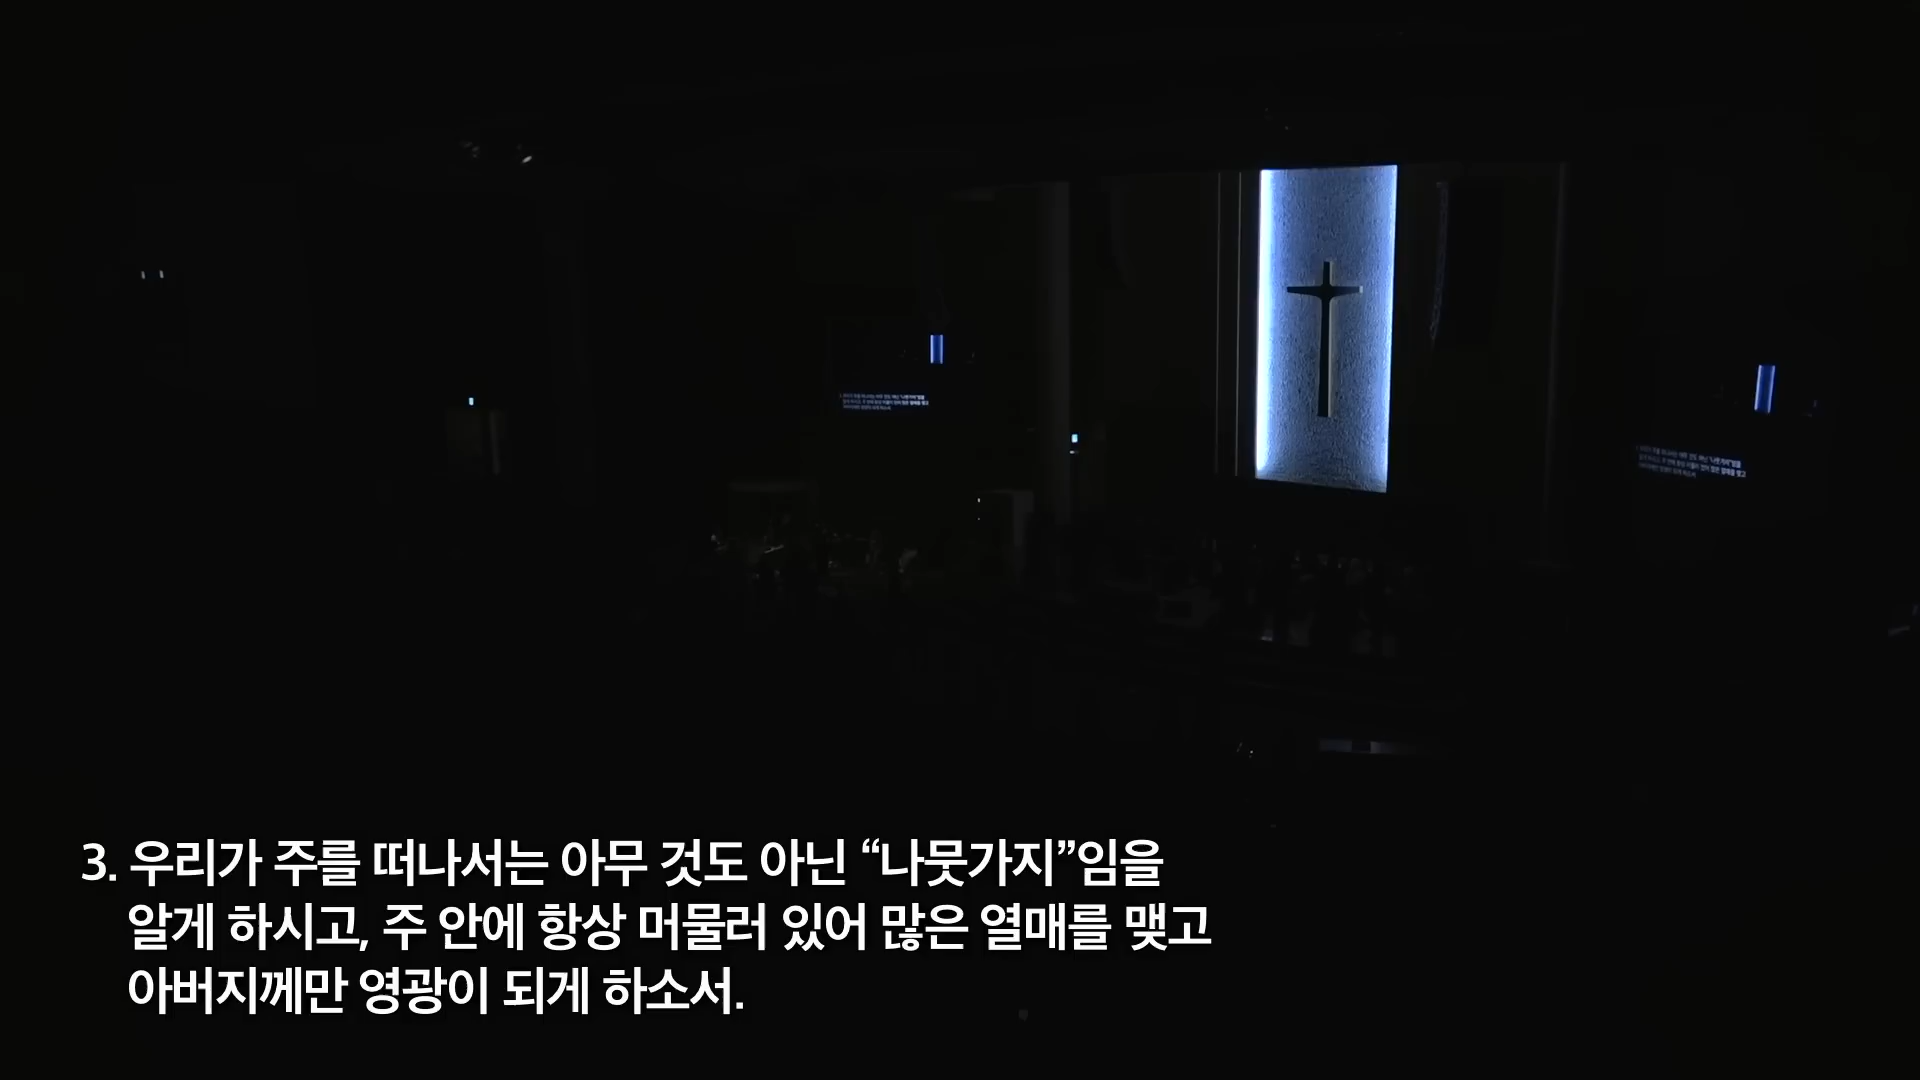 3. 우리가 주를 떠나서는 아무 것도 아닌 “나뭇가지”임을
알게 하시고, 주 안에 항상 머물러 있어 많은 열매를 맺고
아버지께만 영광이 되게 하소서.